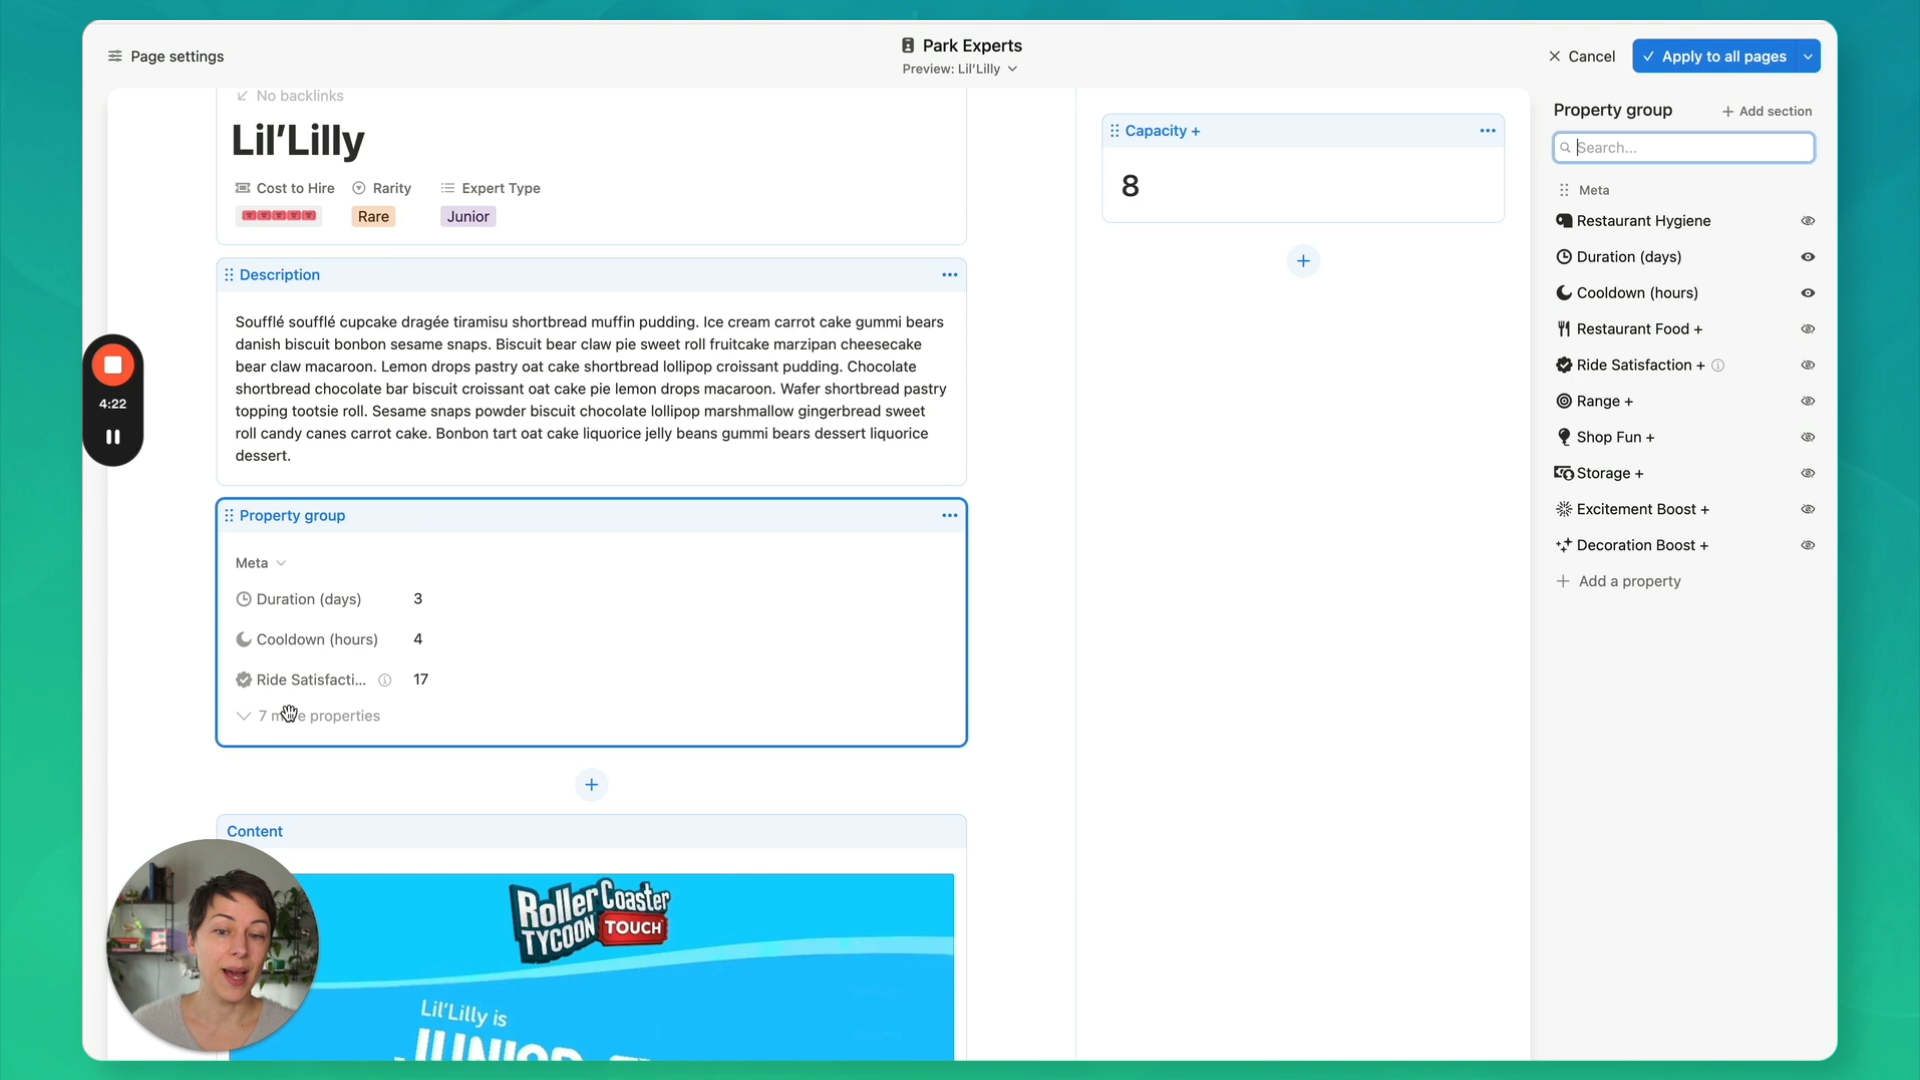 Page settings
Park Experts
Preview: Lil'Lilly
Cancel
Apply to all pages
No backlinks
Lil'Lilly
Cost to Hire
Rarity
Expert Type
Rare
Junior
Description
Soufflé soufflé cupcake dragée tiramisu shortbread muffin pudding. Ice cream carrot cake gummi bears
danish biscuit bonbon sesame snaps. Biscuit bear claw pie sweet roll fruitcake marzipan cheesecake
bear claw macaroon. Lemon drops pastry oat cake shortbread lollipop croissant pudding. Chocolate
shortbread chocolate bar biscuit croissant oat cake pie lemon drops macaroon. Wafer shortbread pastry
topping tootsie roll. Sesame snaps powder biscuit chocolate lollipop marshmallow gingerbread sweet
roll candy canes carrot cake. Bonbon tart oat cake liquorice jelly beans gummi bears dessert liquorice
dessert.
4:22
Property group
Meta
Duration (days) 3
Cooldown (hours) 4
Ride Satisfacti... 17
7 more properties
Content
RollerCoaster
TYCOON TOUCH
Lil'Lilly is
JUNIOR
Capacity +
8
Property group
+ Add section
Search...
Meta
Restaurant Hygiene
Duration (days)
Cooldown (hours)
Restaurant Food +
Ride Satisfaction +
Range +
Shop Fun +
Storage +
Excitement Boost +
Decoration Boost +
+ Add a property